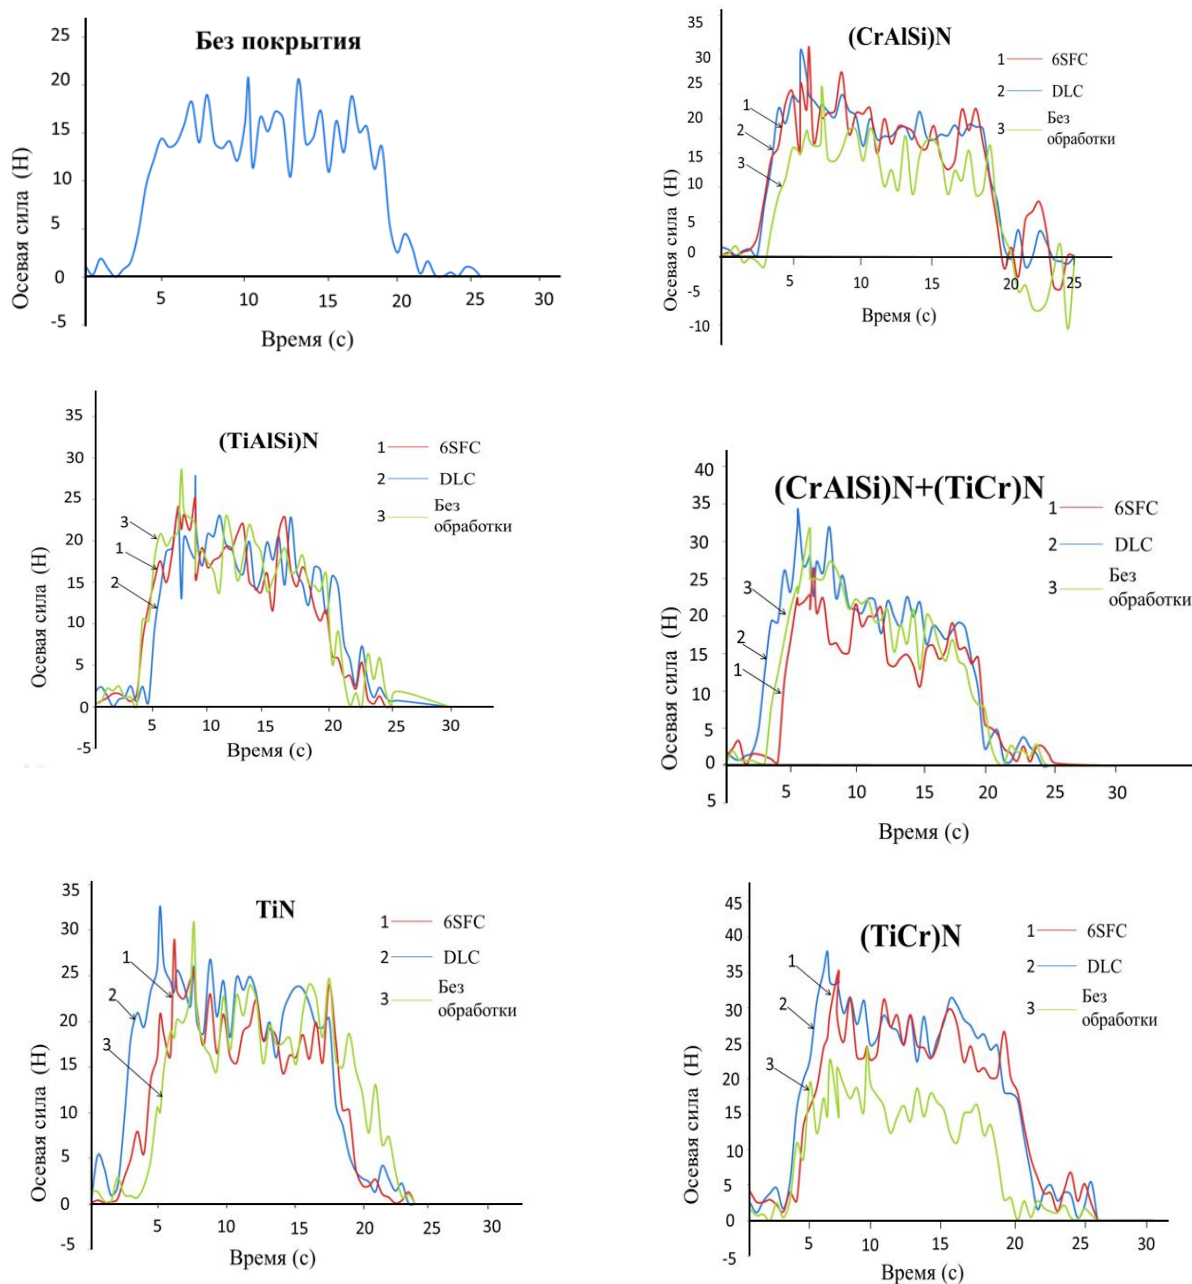 Без покрытия
Осевая сила (Н)
25
20
15
10
5
0
-5
5
10
15
20
25
30
Время (с)
(CrAlSi)N
1 6SFC
2 DLC
3 Без
обработки
1
2
3
Осевая сила (Н)
35
30
25
20
15
10
5
0
-5
-10
5
10
15
20
25
Время (с)
(TiAlSi)N
1 6SFC
2 DLC
3 Без
обработки
3
1
2
Осевая сила (Н)
35
30
25
20
15
10
5
0
-5
5
10
15
20
25
30
Время (с)
(CrAlSi)N+(TiCr)N
1 6SFC
2 DLC
3 Без
обработки
3
2
1
Осевая сила (Н)
40
35
30
25
20
15
10
5
0
5
5
10
15
20
25
30
Время (с)
TiN
1 6SFC
2 DLC
3 Без
обработки
1
2
3
Осевая сила (Н)
35
30
25
20
15
10
5
0
-5
5
10
15
20
25
30
Время (с)
(TiCr)N
1 6SFC
2 DLC
3 Без
обработки
1
2
3
Осевая сила (Н)
45
40
35
30
25
20
15
10
5
0
-5
5
10
15
20
25
30
Время (с)